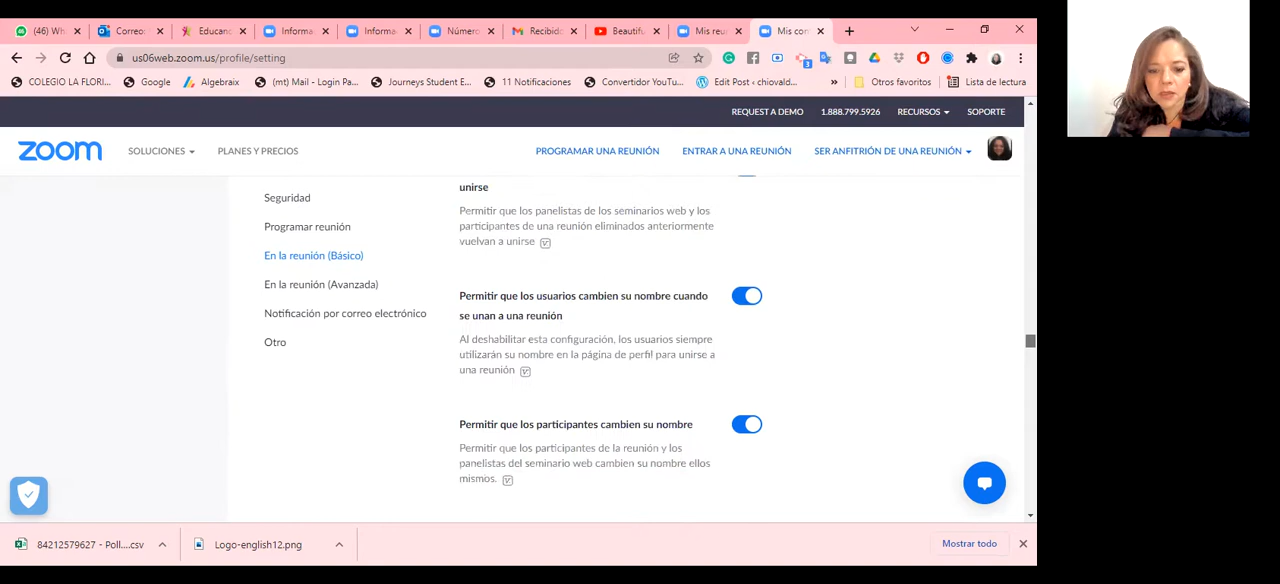 (46) Wh
Correo:
Educan
Informa
Informa
Número
Recibido
Beautifu
Mis reu
Mis con
us06web.zoom.us/profile/setting
3
COLEGIO LA FLORI...
Google
Algebraix
(mt) Mail - Login Pa...
Journeys Student E...
11 Notificaciones
Convertidor YouTu...
Edit Post ‹ chiovald...
»
Otros favoritos
Lista de lectura
REQUEST A DEMO
1.888.799.5926
RECURSOS
SOPORTE
zoom
SOLUCIONES
PLANES Y PRECIOS
PROGRAMAR UNA REUNIÓN
ENTRAR A UNA REUNIÓN
SER ANFITRIÓN DE UNA REUNIÓN
Seguridad
Programar reunión
En la reunión (Básico)
En la reunión (Avanzada)
Notificación por correo electrónico
Otro
unirse
Permitir que los panelistas de los seminarios web y los
participantes de una reunión eliminados anteriormente
vuelvan a unirse
Permitir que los usuarios cambien su nombre cuando
se unan a una reunión
Al deshabilitar esta configuración, los usuarios siempre
utilizarán su nombre en la página de perfil para unirse a
una reunión
Permitir que los participantes cambien su nombre
Permitir que los participantes de la reunión y los
panelistas del seminario web cambien su nombre ellos
mismos.
84212579627 - Poll....csv
Logo-english12.png
Mostrar todo